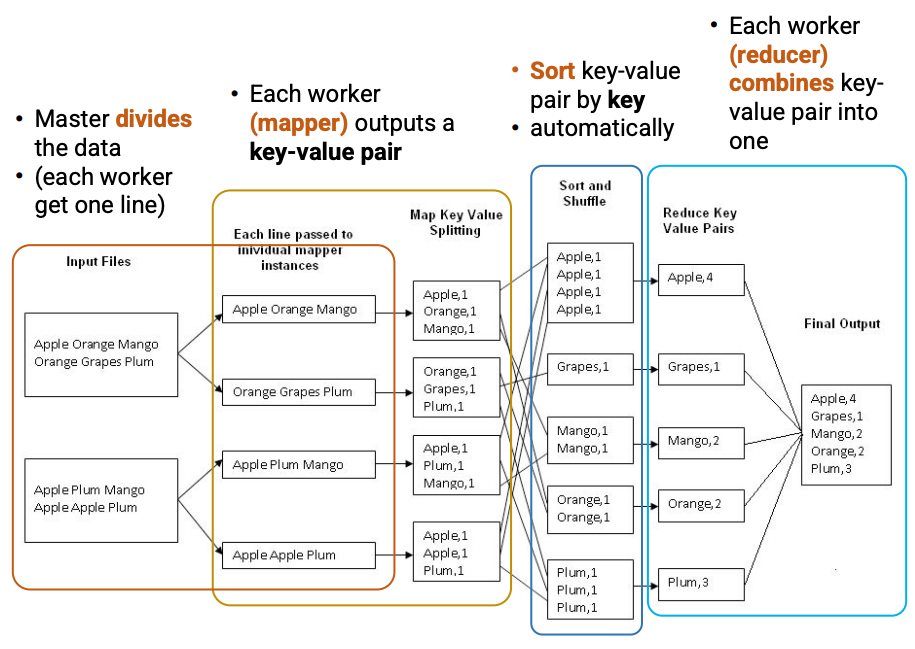 • Master divides
the data
• (each worker
get one line)
• Each worker
(mapper) outputs a
key-value pair
• Sort key-value
pair by key
• automatically
• Each worker
(reducer)
combines key-
value pair into
one
Input Files
Apple Orange Mango
Orange Grapes Plum
Apple Plum Mango
Apple Apple Plum
Each line passed to
inividual mapper
instances
Apple Orange Mango
Orange Grapes Plum
Apple Plum Mango
Apple Apple Plum
Map Key Value
Splitting
Apple,1
Orange,1
Mango,1
Orange,1
Grapes,1
Plum,1
Apple,1
Plum,1
Mango,1
Apple,1
Apple,1
Plum,1
Sort and
Shuffle
Apple,1
Apple,1
Apple,1
Apple,1
Grapes,1
Mango,1
Mango,1
Orange,1
Orange,1
Plum,1
Plum,1
Plum,1
Reduce Key
Value Pairs
Apple,4
Grapes,1
Mango,2
Orange,2
Plum,3
Final Output
Apple,4
Grapes,1
Mango,2
Orange,2
Plum,3